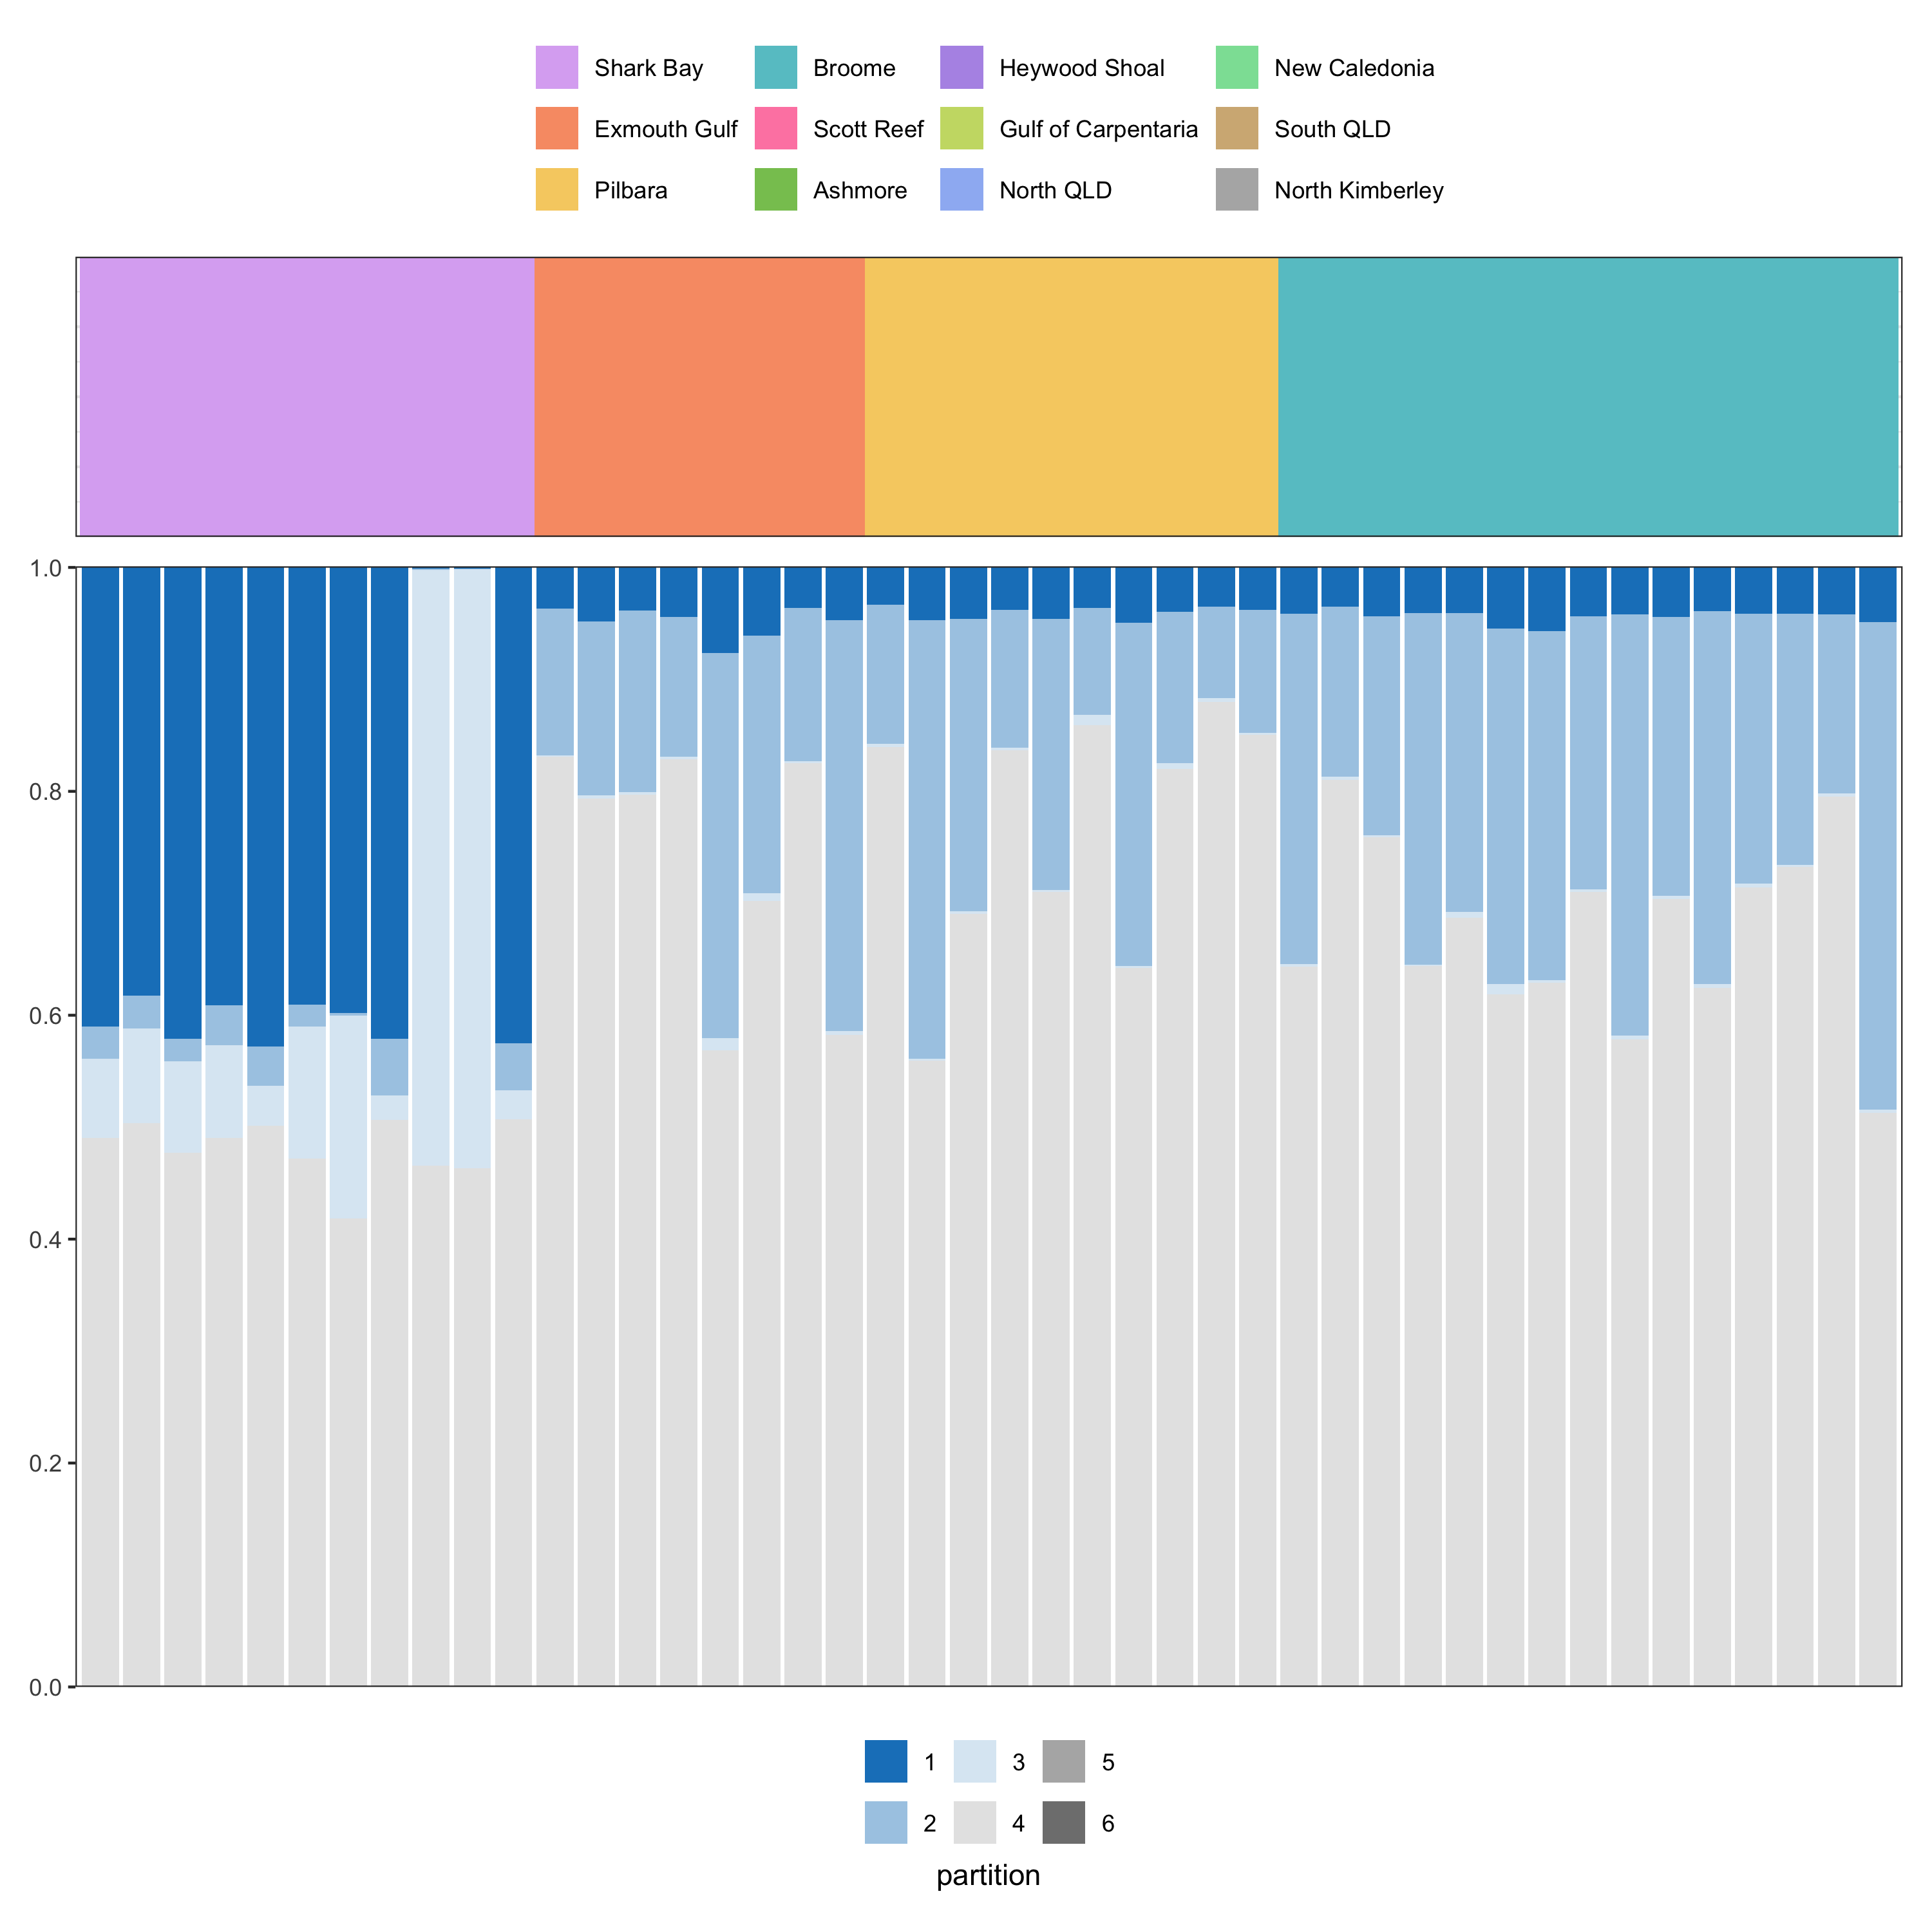 Shark Bay Broome Heywood Shoal New Caledonia
Exmouth Gulf Scott Reef Gulf of Carpentaria South QLD
Pilbara Ashmore North QLD North Kimberley
1.0
0.8
0.6
0.4
0.2
0.0
1 3 5
2 4 6
partition